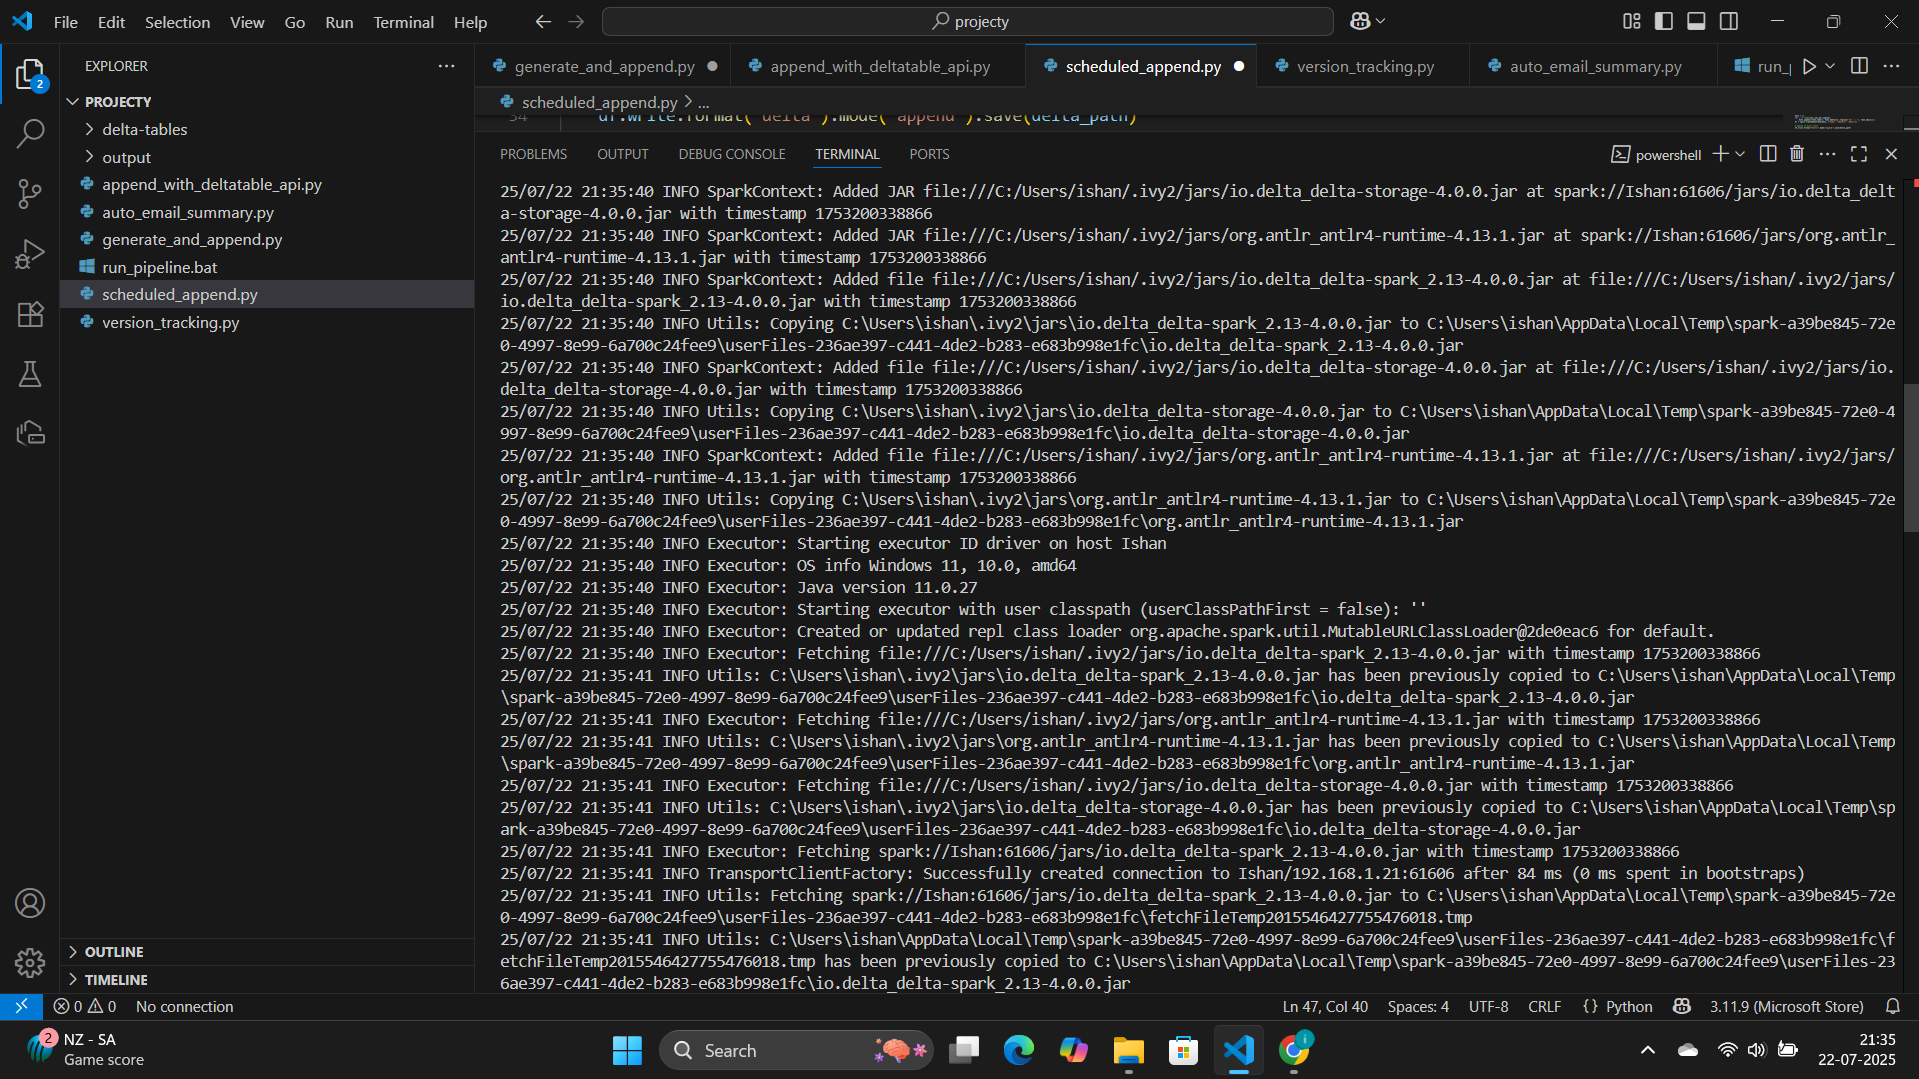 File Edit Selection View Go Run Terminal Help
projecty
EXPLORER
2
PROJECTY
delta-tables
output
append_with_deltatable_api.py
auto_email_summary.py
generate_and_append.py
run_pipeline.bat
scheduled_append.py
version_tracking.py
OUTLINE
TIMELINE
generate_and_append.py
append_with_deltatable_api.py
scheduled_append.py
version_tracking.py
auto_email_summary.py
run_
scheduled_append.py > ...
34 df.write.format("delta").mode("append").save(delta_path)
PROBLEMS OUTPUT DEBUG CONSOLE TERMINAL PORTS
powershell
25/07/22 21:35:40 INFO SparkContext: Added JAR file:///C:/Users/ishan/.ivy2/jars/io.delta_delta-storage-4.0.0.jar at spark://Ishan:61606/jars/io.delta_delt
a-storage-4.0.0.jar with timestamp 1753200338866
25/07/22 21:35:40 INFO SparkContext: Added JAR file:///C:/Users/ishan/.ivy2/jars/org.antlr_antlr4-runtime-4.13.1.jar at spark://Ishan:61606/jars/org.antlr_
antlr4-runtime-4.13.1.jar with timestamp 1753200338866
25/07/22 21:35:40 INFO SparkContext: Added file file:///C:/Users/ishan/.ivy2/jars/io.delta_delta-spark_2.13-4.0.0.jar at file:///C:/Users/ishan/.ivy2/jars/
io.delta_delta-spark_2.13-4.0.0.jar with timestamp 1753200338866
25/07/22 21:35:40 INFO Utils: Copying C:\Users\ishan\.ivy2\jars\io.delta_delta-spark_2.13-4.0.0.jar to C:\Users\ishan\AppData\Local\Temp\spark-a39be845-72e
0-4997-8e99-6a700c24fee9\userFiles-236ae397-c441-4de2-b283-e683b998e1fc\io.delta_delta-spark_2.13-4.0.0.jar
25/07/22 21:35:40 INFO SparkContext: Added file file:///C:/Users/ishan/.ivy2/jars/io.delta_delta-storage-4.0.0.jar at file:///C:/Users/ishan/.ivy2/jars/io.
delta_delta-storage-4.0.0.jar with timestamp 1753200338866
25/07/22 21:35:40 INFO Utils: Copying C:\Users\ishan\.ivy2\jars\io.delta_delta-storage-4.0.0.jar to C:\Users\ishan\AppData\Local\Temp\spark-a39be845-72e0-4
997-8e99-6a700c24fee9\userFiles-236ae397-c441-4de2-b283-e683b998e1fc\io.delta_delta-storage-4.0.0.jar
25/07/22 21:35:40 INFO SparkContext: Added file file:///C:/Users/ishan/.ivy2/jars/org.antlr_antlr4-runtime-4.13.1.jar at file:///C:/Users/ishan/.ivy2/jars/
org.antlr_antlr4-runtime-4.13.1.jar with timestamp 1753200338866
25/07/22 21:35:40 INFO Utils: Copying C:\Users\ishan\.ivy2\jars\org.antlr_antlr4-runtime-4.13.1.jar to C:\Users\ishan\AppData\Local\Temp\spark-a39be845-72e
0-4997-8e99-6a700c24fee9\userFiles-236ae397-c441-4de2-b283-e683b998e1fc\org.antlr_antlr4-runtime-4.13.1.jar
25/07/22 21:35:40 INFO Executor: Starting executor ID driver on host Ishan
25/07/22 21:35:40 INFO Executor: OS info Windows 11, 10.0, amd64
25/07/22 21:35:40 INFO Executor: Java version 11.0.27
25/07/22 21:35:40 INFO Executor: Starting executor with user classpath (userClassPathFirst = false): ''
25/07/22 21:35:40 INFO Executor: Created or updated repl class loader org.apache.spark.util.MutableURLClassLoader@2de0eac6 for default.
25/07/22 21:35:40 INFO Executor: Fetching file:///C:/Users/ishan/.ivy2/jars/io.delta_delta-spark_2.13-4.0.0.jar with timestamp 1753200338866
25/07/22 21:35:41 INFO Utils: C:\Users\ishan\.ivy2\jars\io.delta_delta-spark_2.13-4.0.0.jar has been previously copied to C:\Users\ishan\AppData\Local\Temp
\spark-a39be845-72e0-4997-8e99-6a700c24fee9\userFiles-236ae397-c441-4de2-b283-e683b998e1fc\io.delta_delta-spark_2.13-4.0.0.jar
25/07/22 21:35:41 INFO Executor: Fetching file:///C:/Users/ishan/.ivy2/jars/org.antlr_antlr4-runtime-4.13.1.jar with timestamp 1753200338866
25/07/22 21:35:41 INFO Utils: C:\Users\ishan\.ivy2\jars\org.antlr_antlr4-runtime-4.13.1.jar has been previously copied to C:\Users\ishan\AppData\Local\Temp
\spark-a39be845-72e0-4997-8e99-6a700c24fee9\userFiles-236ae397-c441-4de2-b283-e683b998e1fc\org.antlr_antlr4-runtime-4.13.1.jar
25/07/22 21:35:41 INFO Executor: Fetching file:///C:/Users/ishan/.ivy2/jars/io.delta_delta-storage-4.0.0.jar with timestamp 1753200338866
25/07/22 21:35:41 INFO Utils: C:\Users\ishan\.ivy2\jars\io.delta_delta-storage-4.0.0.jar has been previously copied to C:\Users\ishan\AppData\Local\Temp\sp
ark-a39be845-72e0-4997-8e99-6a700c24fee9\userFiles-236ae397-c441-4de2-b283-e683b998e1fc\io.delta_delta-storage-4.0.0.jar
25/07/22 21:35:41 INFO Executor: Fetching spark://Ishan:61606/jars/io.delta_delta-spark_2.13-4.0.0.jar with timestamp 1753200338866
25/07/22 21:35:41 INFO TransportClientFactory: Successfully created connection to Ishan/192.168.1.21:61606 after 84 ms (0 ms spent in bootstraps)
25/07/22 21:35:41 INFO Utils: Fetching spark://Ishan:61606/jars/io.delta_delta-spark_2.13-4.0.0.jar to C:\Users\ishan\AppData\Local\Temp\spark-a39be845-72e
0-4997-8e99-6a700c24fee9\userFiles-236ae397-c441-4de2-b283-e683b998e1fc\fetchFileTemp2015546427755476018.tmp
25/07/22 21:35:41 INFO Utils: C:\Users\ishan\AppData\Local\Temp\spark-a39be845-72e0-4997-8e99-6a700c24fee9\userFiles-236ae397-c441-4de2-b283-e683b998e1fc\f
etchFileTemp2015546427755476018.tmp has been previously copied to C:\Users\ishan\AppData\Local\Temp\spark-a39be845-72e0-4997-8e99-6a700c24fee9\userFiles-23
6ae397-c441-4de2-b283-e683b998e1fc\io.delta_delta-spark_2.13-4.0.0.jar
0 0 No connection
Ln 47, Col 40 Spaces: 4 UTF-8 CRLF {} Python 3.11.9 (Microsoft Store)
2
NZ - SA
Game score
Search
21:35
22-07-2025